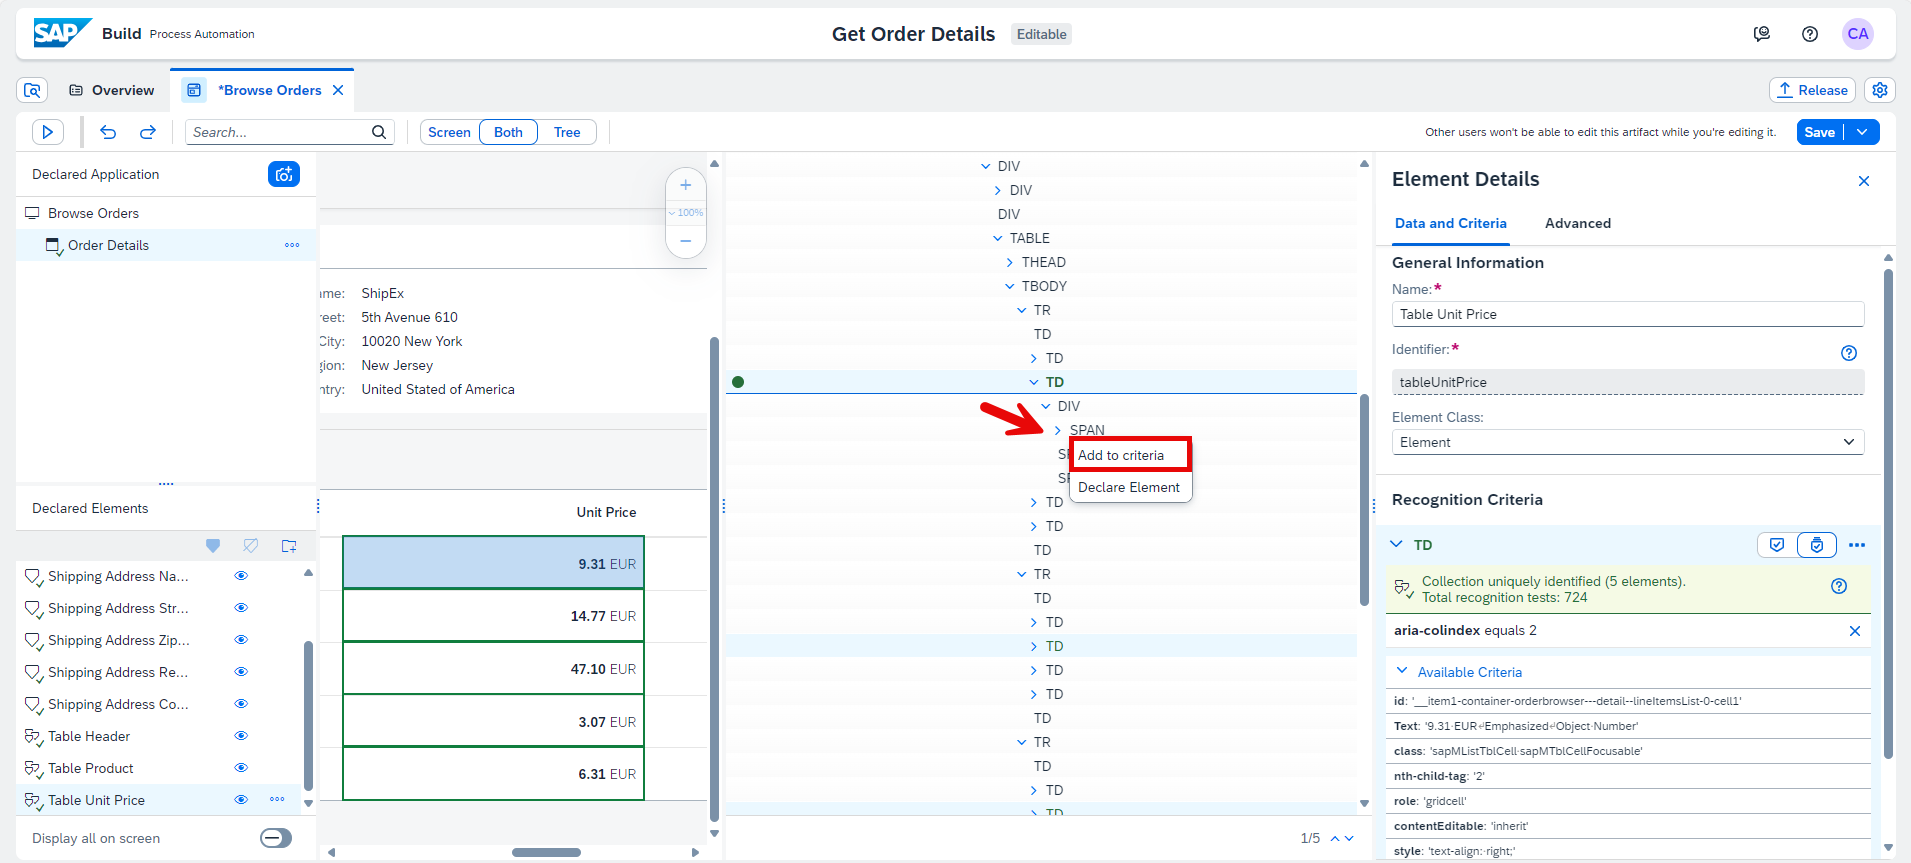 SAP Build Process Automation
Get Order Details Editable
CA
Overview
*Browse Orders
Release
Search...
Screen Both Tree
Other users won't be able to edit this artifact while you're editing it.
Save
Declared Application
Browse Orders
Order Details
Declared Elements
Shipping Address Na...
Shipping Address Str...
Shipping Address Zip...
Shipping Address Re...
Shipping Address Co...
Table Header
Table Product
Table Unit Price
Display all on screen
100%
ame: ShipEx
reet: 5th Avenue 610
City: 10020 New York
gion: New Jersey
ntry: United Stated of America
Unit Price
9.31 EUR
14.77 EUR
47.10 EUR
3.07 EUR
6.31 EUR
DIV
DIV
DIV
TABLE
THEAD
TBODY
TR
TD
TD
TD
DIV
SPAN
Add to criteria
Declare Element
TD
TD
TD
TR
TD
TD
TD
TD
TD
TD
TR
TD
TD
TD
1/5
Element Details
Data and Criteria Advanced
General Information
Name:*
Table Unit Price
Identifier:*
tableUnitPrice
Element Class:
Element
Recognition Criteria
TD
Collection uniquely identified (5 elements).
Total recognition tests: 724
aria-colindex equals 2
Available Criteria
id: '__item1-container-orderbrowser---detail--lineItemsList-0-cell1'
Text: '9.31·EUR↵Emphasized↵Object·Number'
class: 'sapMListTblCell·sapMTblCellFocusable'
nth-child-tag: '2'
role: 'gridcell'
contentEditable: 'inherit'
style: 'text-align:·right;'